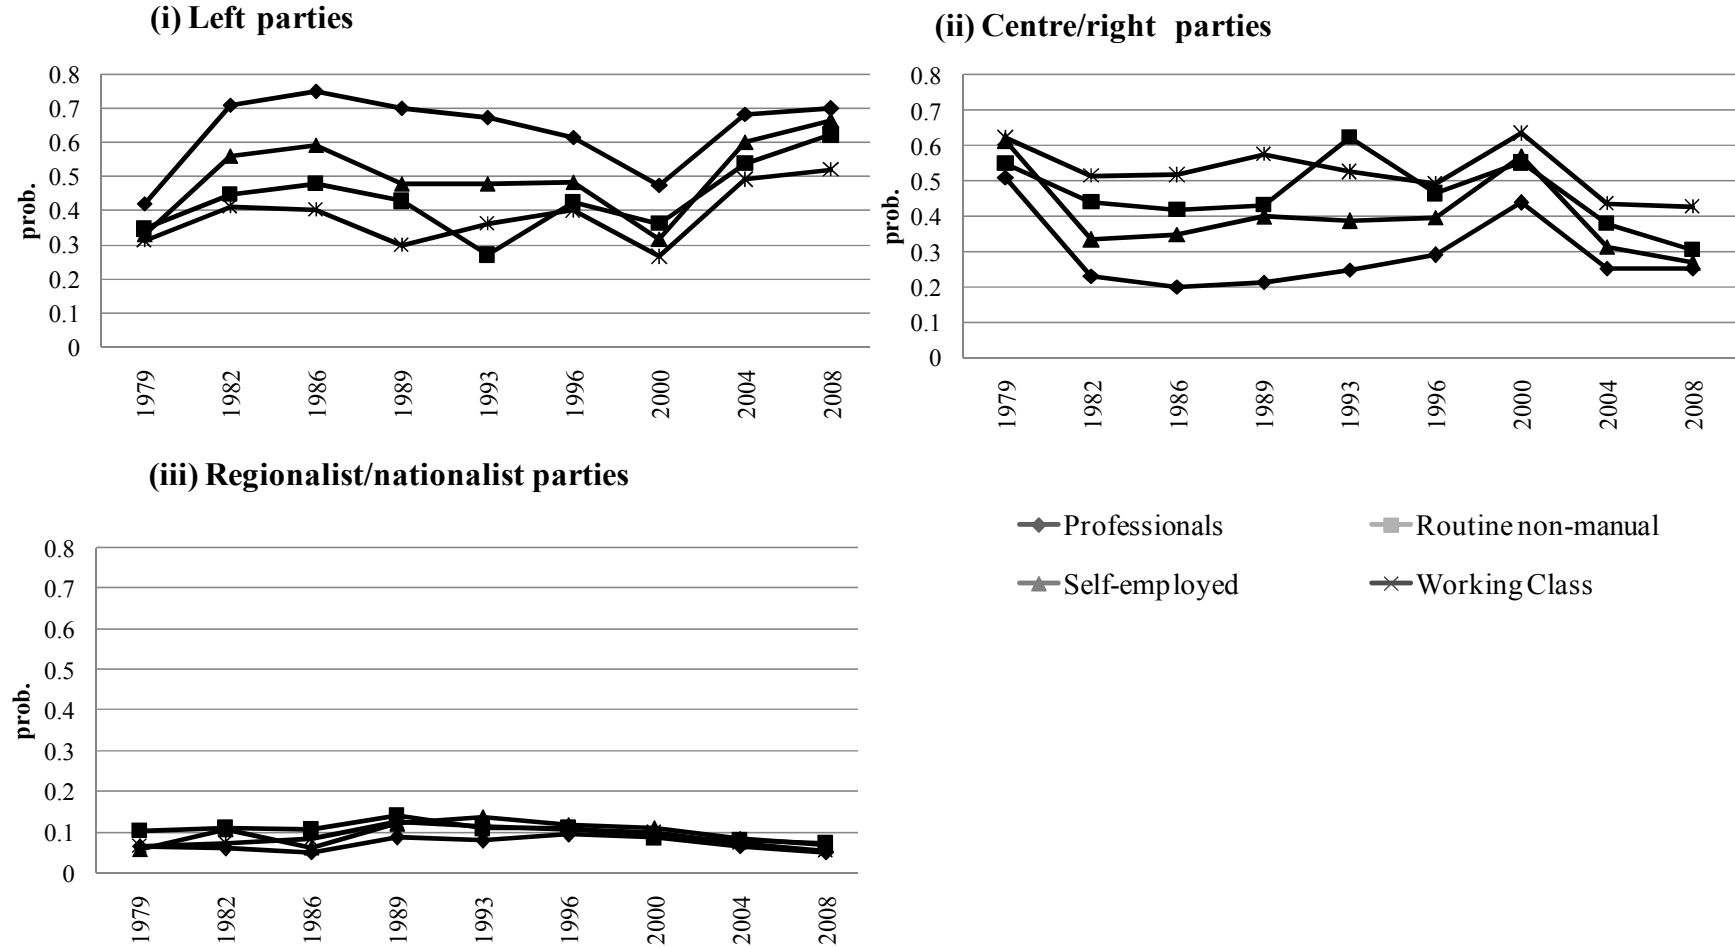 (i) Left parties
0.8
0.7
0.6
0.5
0.4
0.3
0.2
0.1
0
prob.
1979 1982 1986 1989 1993 1996 2000 2004 2008
(ii) Centre/right parties
0.8
0.7
0.6
0.5
0.4
0.3
0.2
0.1
0
prob.
1979 1982 1986 1989 1993 1996 2000 2004 2008
(iii) Regionalist/nationalist parties
0.8
0.7
0.6
0.5
0.4
0.3
0.2
0.1
0
prob.
1979 1982 1986 1989 1993 1996 2000 2004 2008
Professionals Routine non-manual
Self-employed Working Class